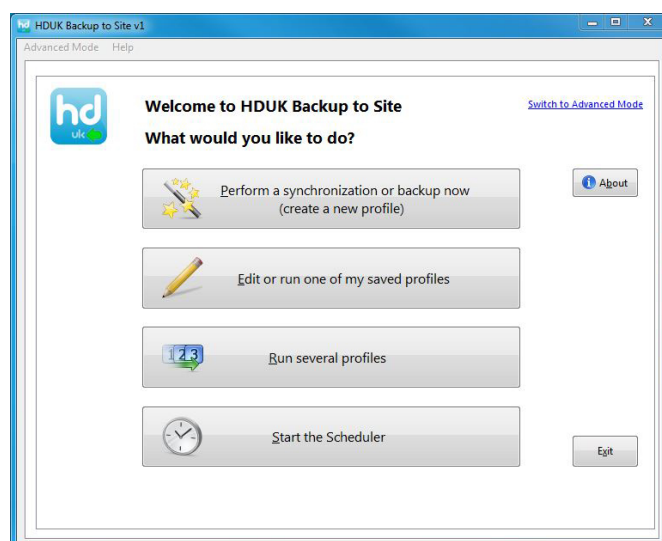 HDUK Backup to Site v1
Advanced Mode Help
hd
uk
Welcome to HDUK Backup to Site
Switch to Advanced Mode
What would you like to do?
Perform a synchronization or backup now
(create a new profile)
About
Edit or run one of my saved profiles
123
Run several profiles
Start the Scheduler
Exit